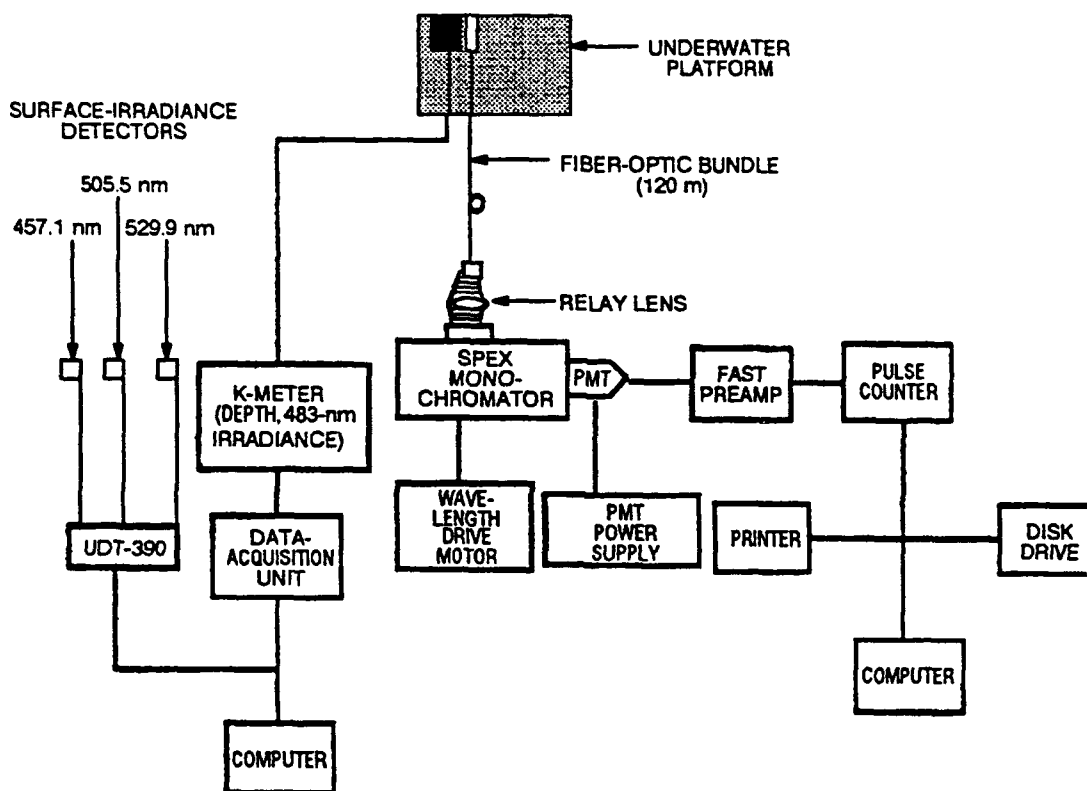 UNDERWATER
PLATFORM
SURFACE-IRRADIANCE
DETECTORS
FIBER-OPTIC BUNDLE
(120 m)
505.5 nm
457.1 nm
529.9 nm
RELAY LENS
SPEX
MONO-
CHROMATOR
PMT
FAST
PREAMP
PULSE
COUNTER
K-METER
(DEPTH, 483-nm
IRRADIANCE)
WAVE-
LENGTH
DRIVE
MOTOR
PMT
POWER
SUPPLY
PRINTER
DISK
DRIVE
UDT-390
DATA-
ACQUISITION
UNIT
COMPUTER
COMPUTER